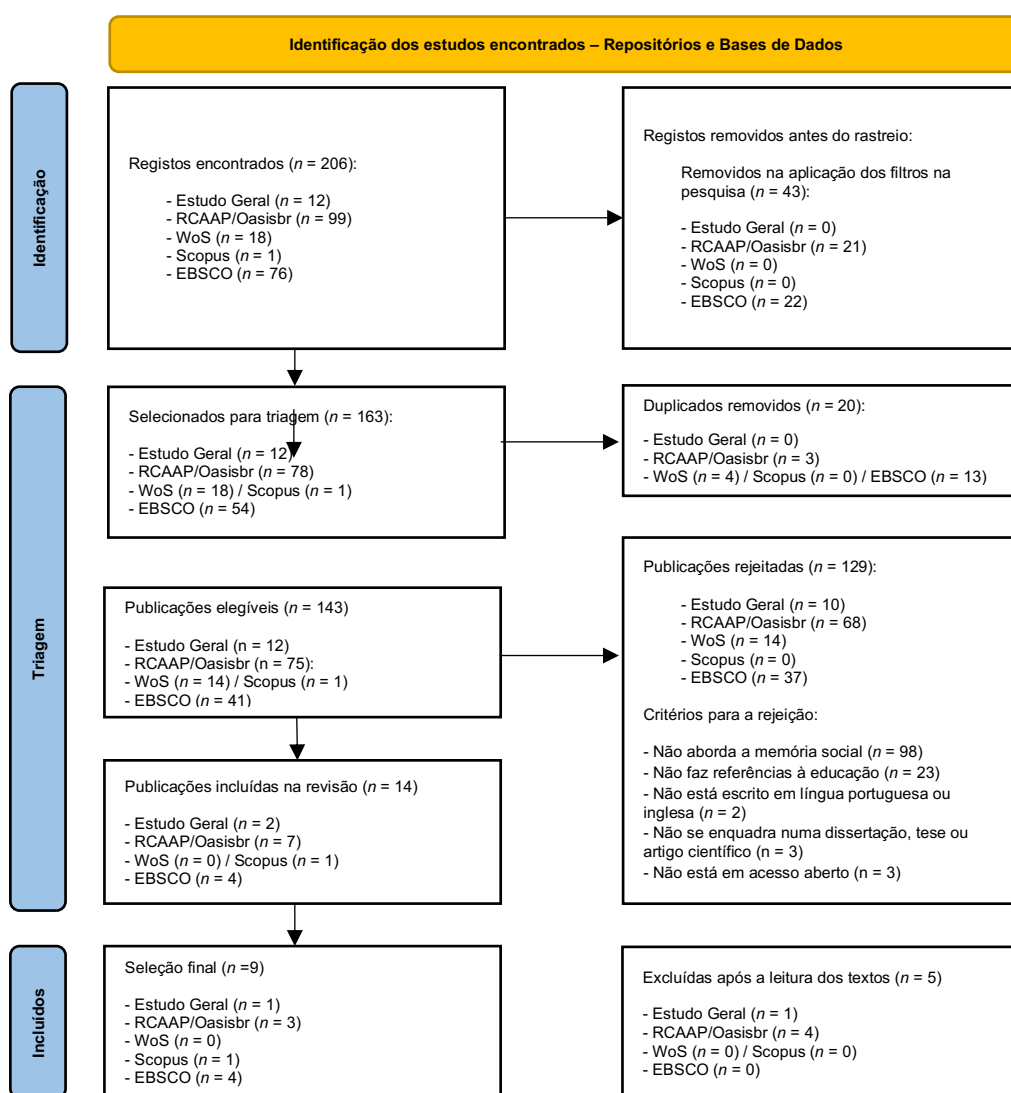 Identificação dos estudos encontrados – Repositórios e Bases de Dados
Identificação
Registos encontrados (n = 206):
- Estudo Geral (n = 12)
- RCAAP/Oasisbr (n = 99)
- WoS (n = 18)
- Scopus (n = 1)
- EBSCO (n = 76)
Registos removidos antes do rastreio:
Removidos na aplicação dos filtros na
pesquisa (n = 43):
- Estudo Geral (n = 0)
- RCAAP/Oasisbr (n = 21)
- WoS (n = 0)
- Scopus (n = 0)
- EBSCO (n = 22)
Triagem
Selecionados para triagem (n = 163):
- Estudo Geral (n = 12)
- RCAAP/Oasisbr (n = 78)
- WoS (n = 18) / Scopus (n = 1)
- EBSCO (n = 54)
Duplicados removidos (n = 20):
- Estudo Geral (n = 0)
- RCAAP/Oasisbr (n = 3)
- WoS (n = 4) / Scopus (n = 0) / EBSCO (n = 13)
Publicações elegíveis (n = 143)
- Estudo Geral (n = 12)
- RCAAP/Oasisbr (n = 75):
- WoS (n = 14) / Scopus (n = 1)
- EBSCO (n = 41)
Publicações rejeitadas (n = 129):
- Estudo Geral (n = 10)
- RCAAP/Oasisbr (n = 68)
- WoS (n = 14)
- Scopus (n = 0)
- EBSCO (n = 37)
Critérios para a rejeição:
- Não aborda a memória social (n = 98)
- Não faz referências à educação (n = 23)
- Não está escrito em língua portuguesa ou
inglesa (n = 2)
- Não se enquadra numa dissertação, tese ou
artigo científico (n = 3)
- Não está em acesso aberto (n = 3)
Publicações incluídas na revisão (n = 14)
- Estudo Geral (n = 2)
- RCAAP/Oasisbr (n = 7)
- WoS (n = 0) / Scopus (n = 1)
- EBSCO (n = 4)
Incluídos
Seleção final (n =9)
- Estudo Geral (n = 1)
- RCAAP/Oasisbr (n = 3)
- WoS (n = 0)
- Scopus (n = 1)
- EBSCO (n = 4)
Excluídas após a leitura dos textos (n = 5)
- Estudo Geral (n = 1)
- RCAAP/Oasisbr (n = 4)
- WoS (n = 0) / Scopus (n = 0)
- EBSCO (n = 0)